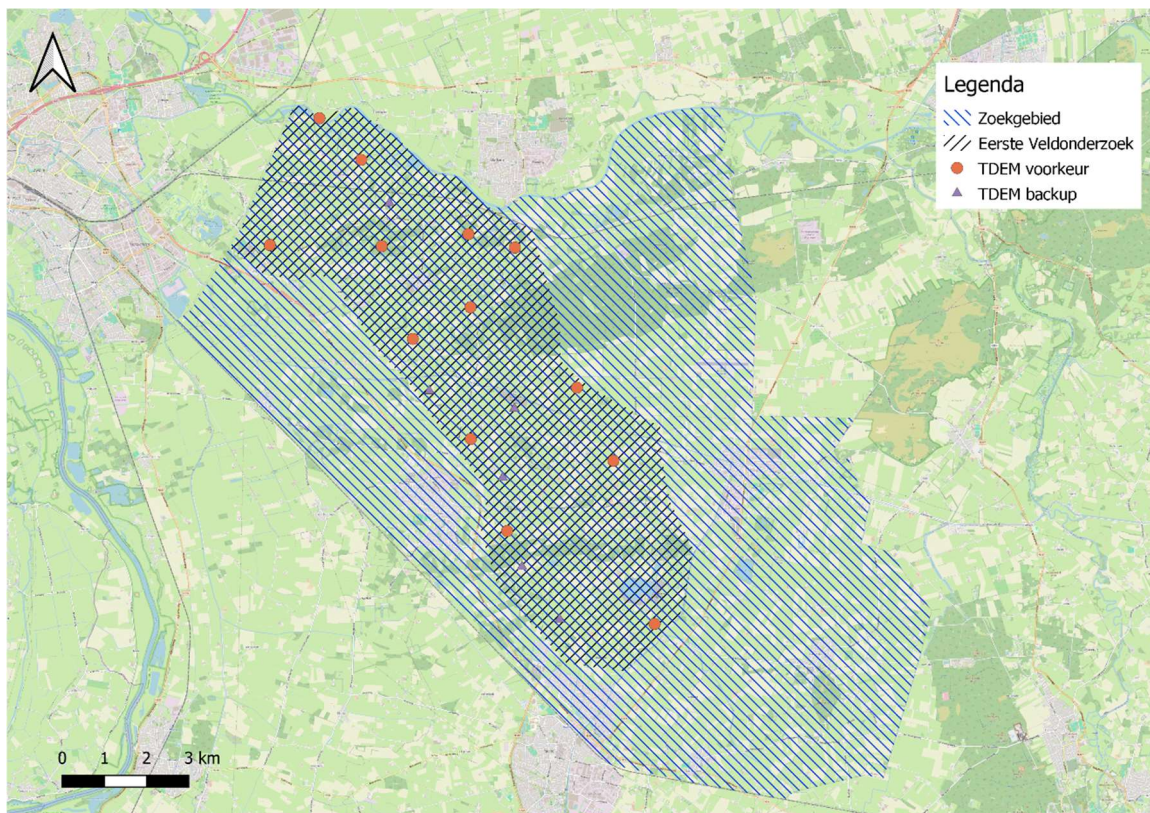 Legenda
Zoekgebied
Eerste Veldonderzoek
TDEM voorkeur
TDEM backup
0 1 2 3 km